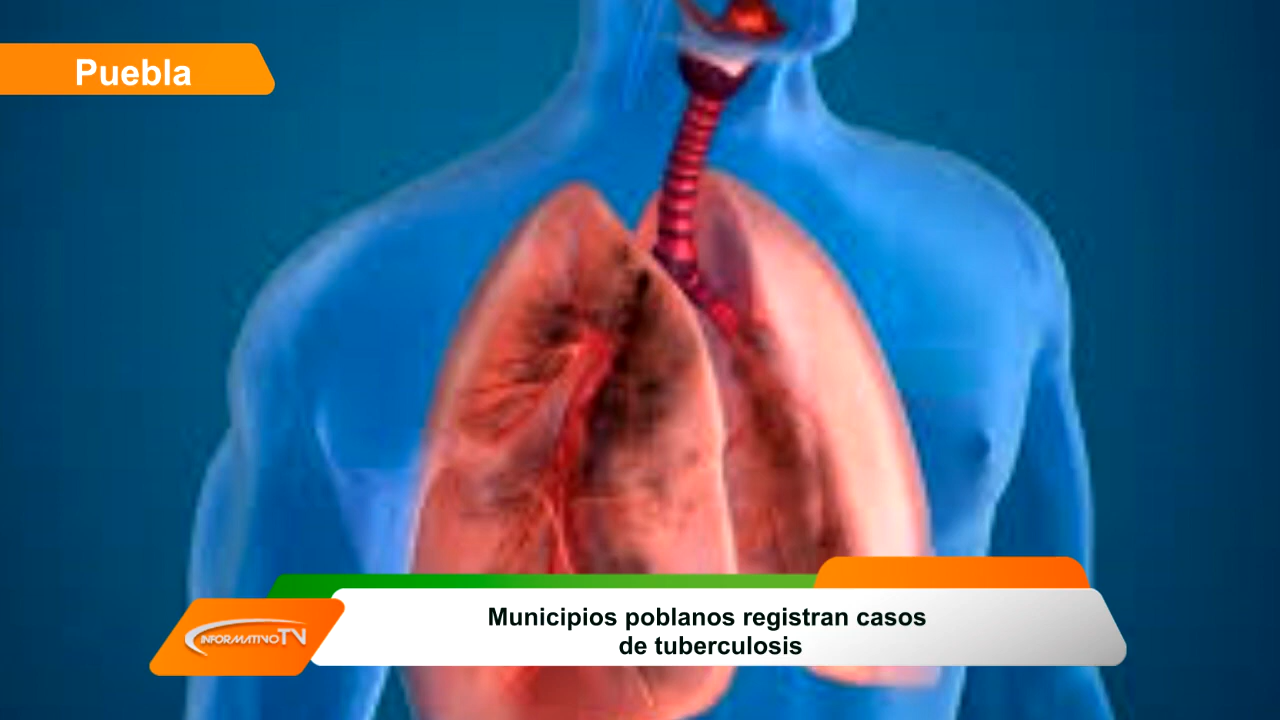 Puebla
Municipios poblanos registran casos
de tuberculosis
INFORMATIVO TV